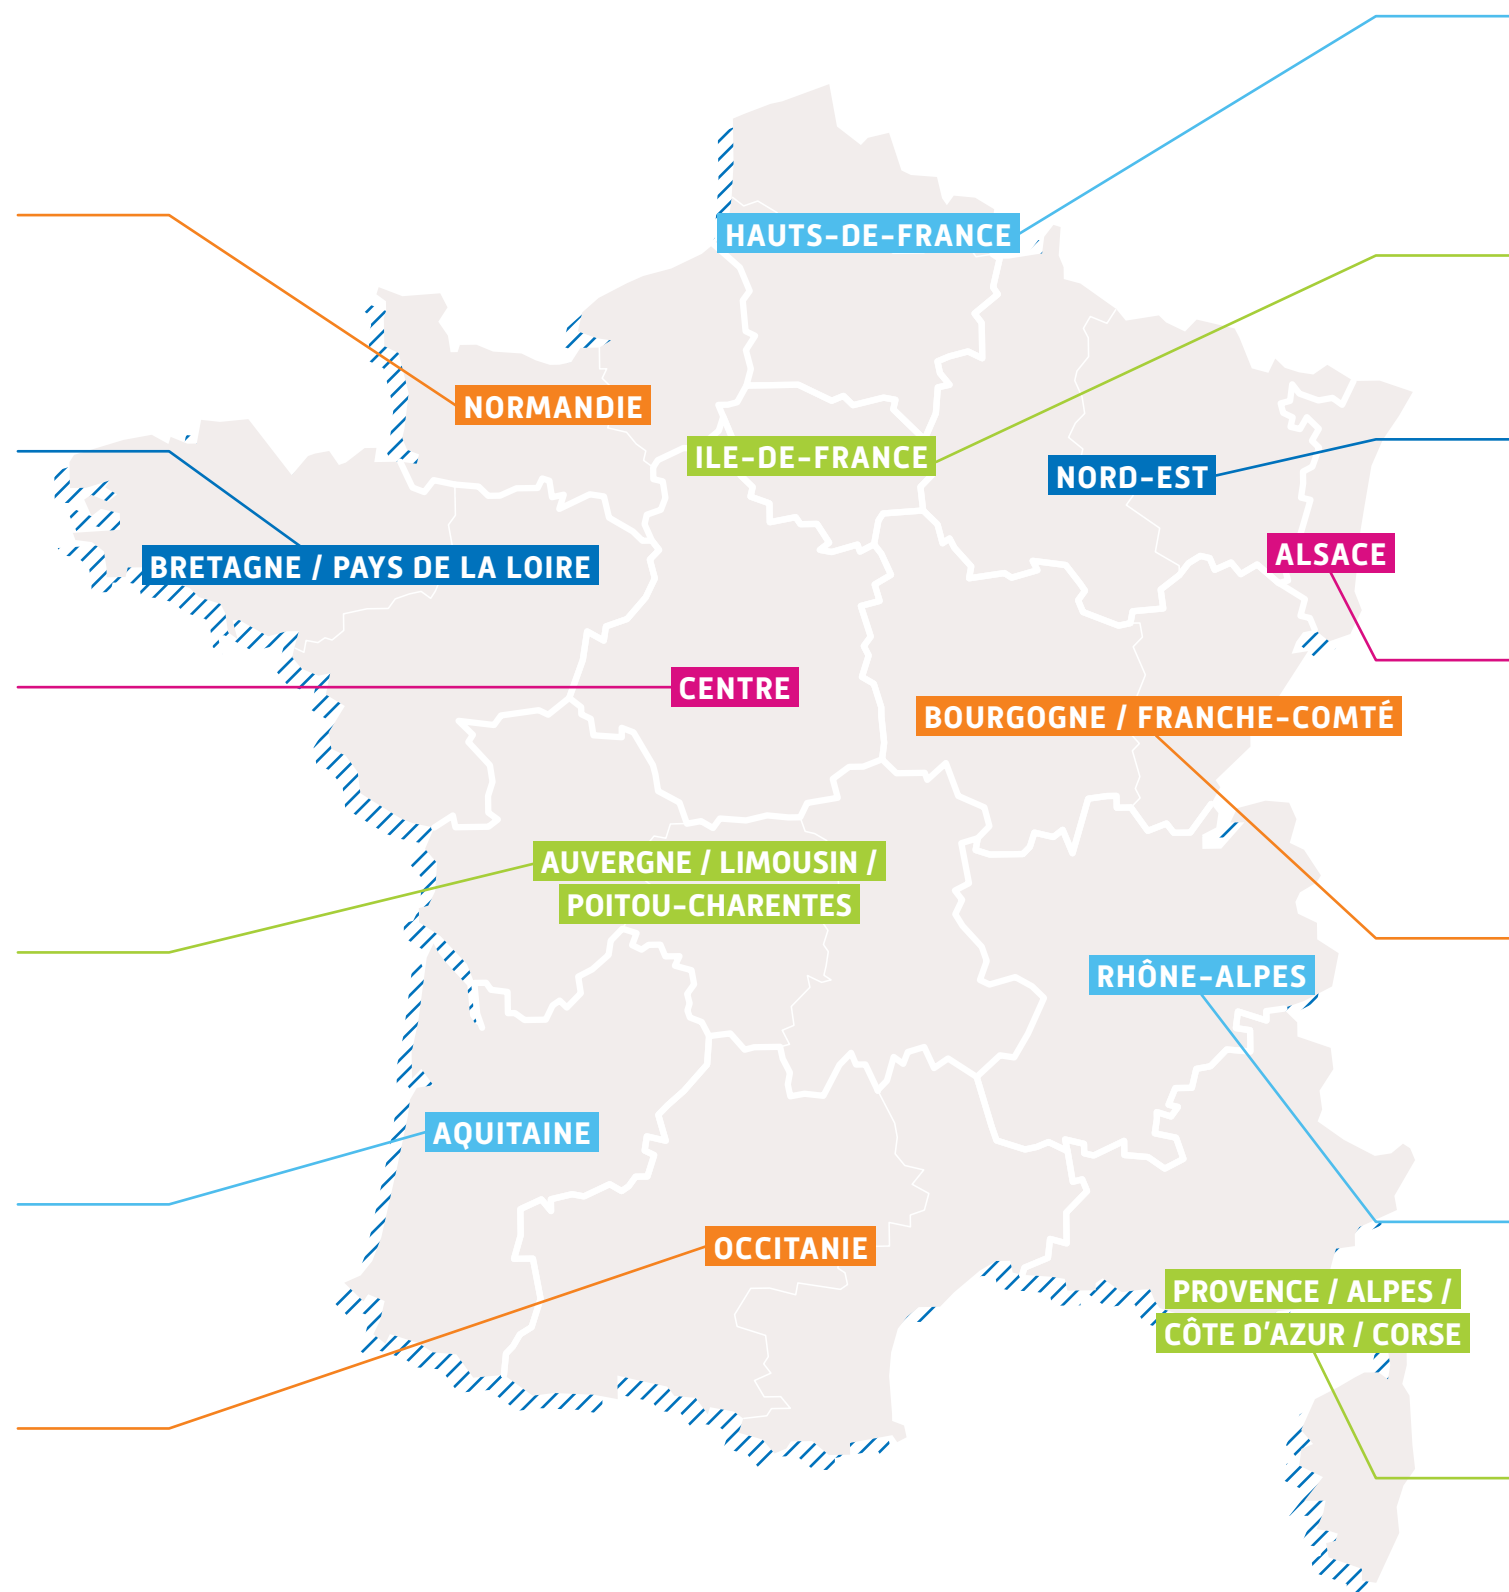 HAUTS-DE-FRANCE
NORMANDIE
ILE-DE-FRANCE
NORD-EST
ALSACE
BRETAGNE / PAYS DE LA LOIRE
CENTRE
BOURGOGNE / FRANCHE-COMTÉ
AUVERGNE / LIMOUSIN /
POITOU-CHARENTES
RHÔNE-ALPES
AQUITAINE
OCCITANIE
PROVENCE / ALPES /
CÔTE D'AZUR / CORSE